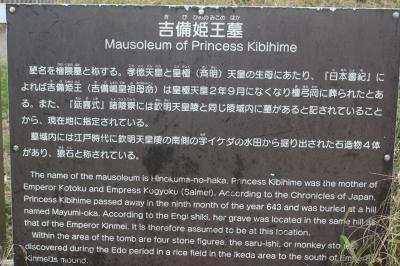 きびひめのみこのはか
吉備姫王墓
Mausoleum of Princess Kibihime
墓名を檜隈墓と称する。孝徳天皇と皇極（斉明）天皇の生母にあたり、『日本書紀』に
よれば吉備姫王（吉備嶋皇祖母命）は皇極天皇2年9月になくなり檀弓岡に葬られたとあ
る。また、『延喜式』諸陵寮には欽明天皇陵と同じ陵域内に墓があると記されていること
から、現在地に指定されている。
墓域内には江戸時代に欽明天皇陵の南側の字イケダの水田から掘り出された石造物4体
があり、猿石と称されている。
The name of the mausoleum is Hinokuma-no-haka. Princess Kibihime was the mother of
Emperor Kotoku and Empress Kugyoku (Saimei). According to the Chronicles of Japan,
Princess Kibihime passed away in the ninth month of the year 643 and was buried at a hill
named Mayumi-oka. According to the Engi shiki, her grave was located in the same hill as
that of the Emperor Kinmei. It is therefore assumed to be at this location.
Within the area of the tomb are four stone figures, the saru-ishi, or monkey stones
discovered during the Edo period in a rice field in the Ikeda area to the south of Emperor
Kinmei's mound.